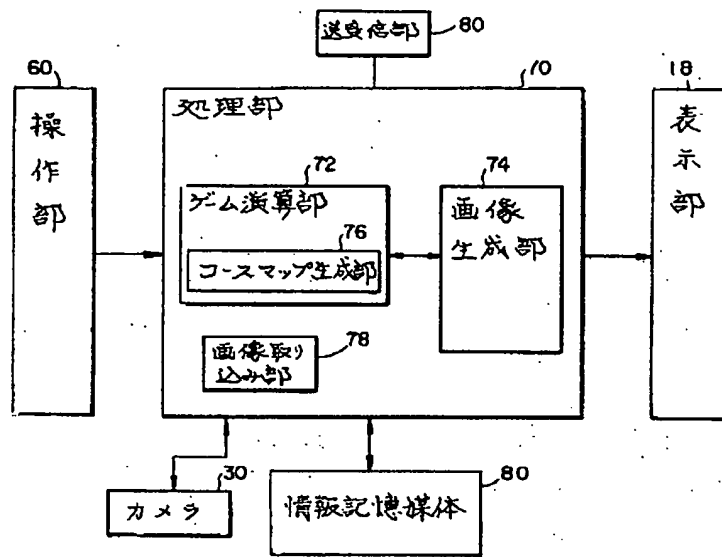 送受信部
80
60
70
18
操作部
処理部
表示部
72
74
ゲーム演算部
画像
生成部
76
コースマップ生成部
78
画像取り
込み部
30
80
カメラ
情報記憶媒体